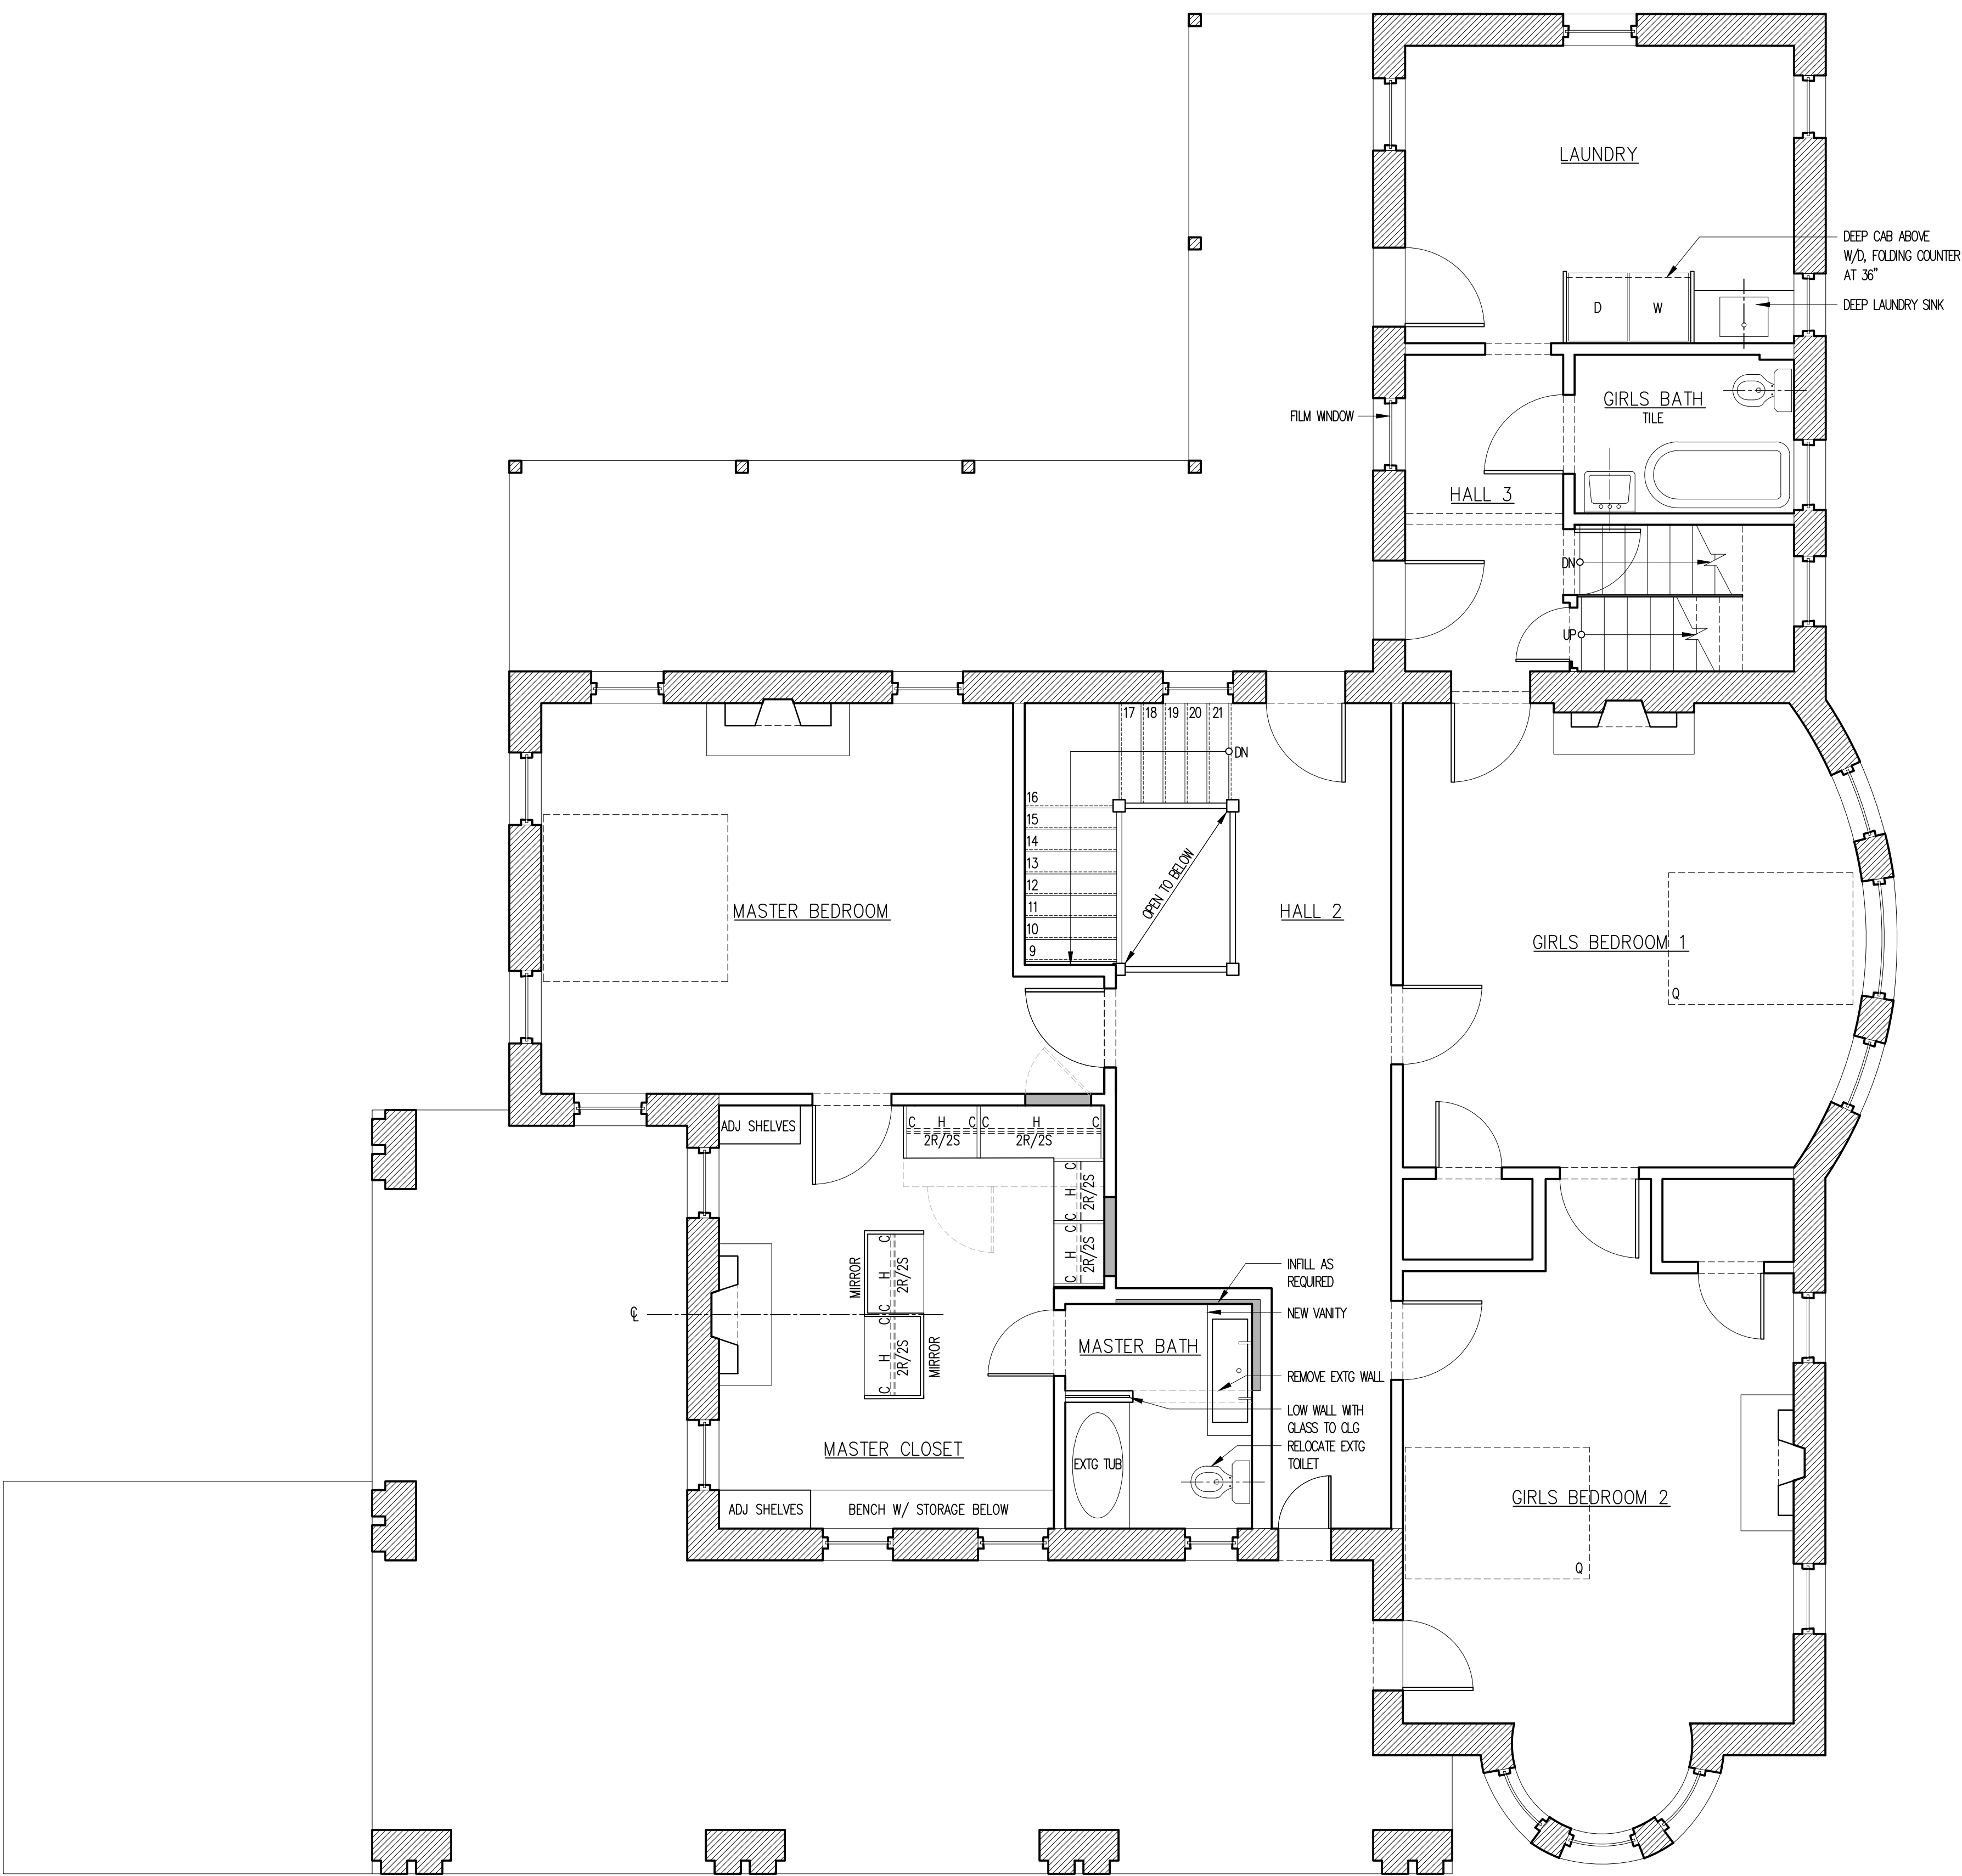 LAUNDRY
DEEP CAB ABOVE
W/D, FOLDING COUNTER
AT 36"
D
W
DEEP LAUNDRY SINK
GIRLS BATH
TILE
FILM WINDOW
HALL 3
DN
UP
17 18 19 20 21
DN
16
15
14
13
12
11
10
9
OPEN TO BELOW
MASTER BEDROOM
HALL 2
GIRLS BEDROOM 1
Q
ADJ SHELVES
C H C C H C
2R/2S 2R/2S
C H C
2R/2S
C H C
2R/2S
MIRROR
C H C
2R/2S
C H C
2R/2S
MIRROR
℄
INFILL AS
REQUIRED
NEW VANITY
MASTER BATH
REMOVE EXTG WALL
LOW WALL WITH
GLASS TO CLG
RELOCATE EXTG
TOILET
MASTER CLOSET
EXTG TUB
ADJ SHELVES
BENCH W/ STORAGE BELOW
GIRLS BEDROOM 2
Q